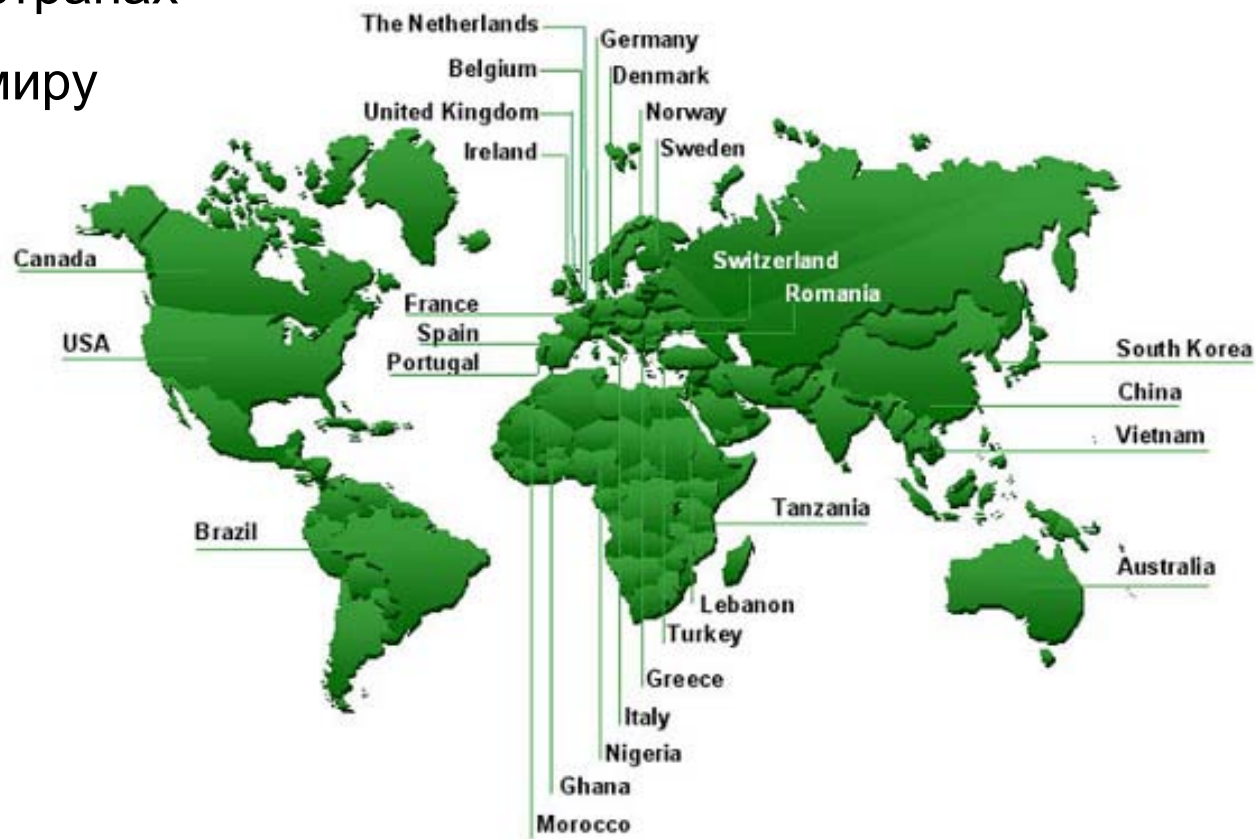 миру
The Netherlands
Germany
Belgium
Denmark
United Kingdom
Norway
Ireland
Sweden
Canada
Switzerland
Romania
France
USA
Spain
Portugal
South Korea
China
Vietnam
Tanzania
Brazil
Australia
Lebanon
Turkey
Greece
Italy
Nigeria
Ghana
Morocco